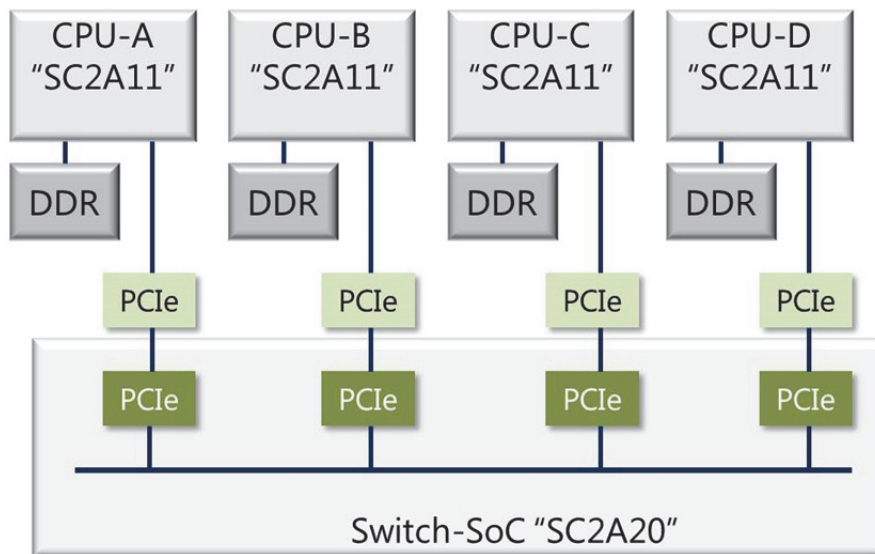 CPU-A
“SC2A11”
CPU-B
“SC2A11”
CPU-C
“SC2A11”
CPU-D
“SC2A11”
DDR
DDR
DDR
DDR
PCIe
PCIe
PCIe
PCIe
PCIe
PCIe
PCIe
PCIe
Switch-SoC “SC2A20”